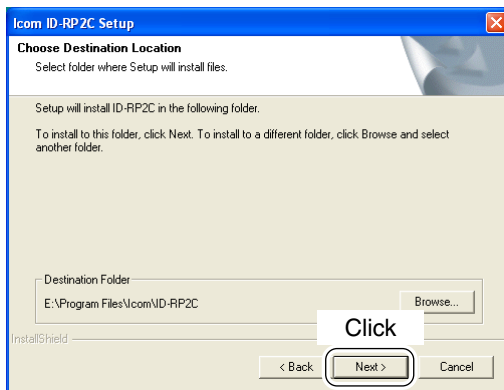 Icom ID-RP2C Setup
Choose Destination Location
Select folder where Setup will install files.
Setup will install ID-RP2C in the following folder.
To install to this folder, click Next. To install to a different folder, click Browse and select
another folder.
Destination Folder
E:\Program Files\Icom\ID-RP2C
Browse...
Click
InstallShield
< Back
Next >
Cancel